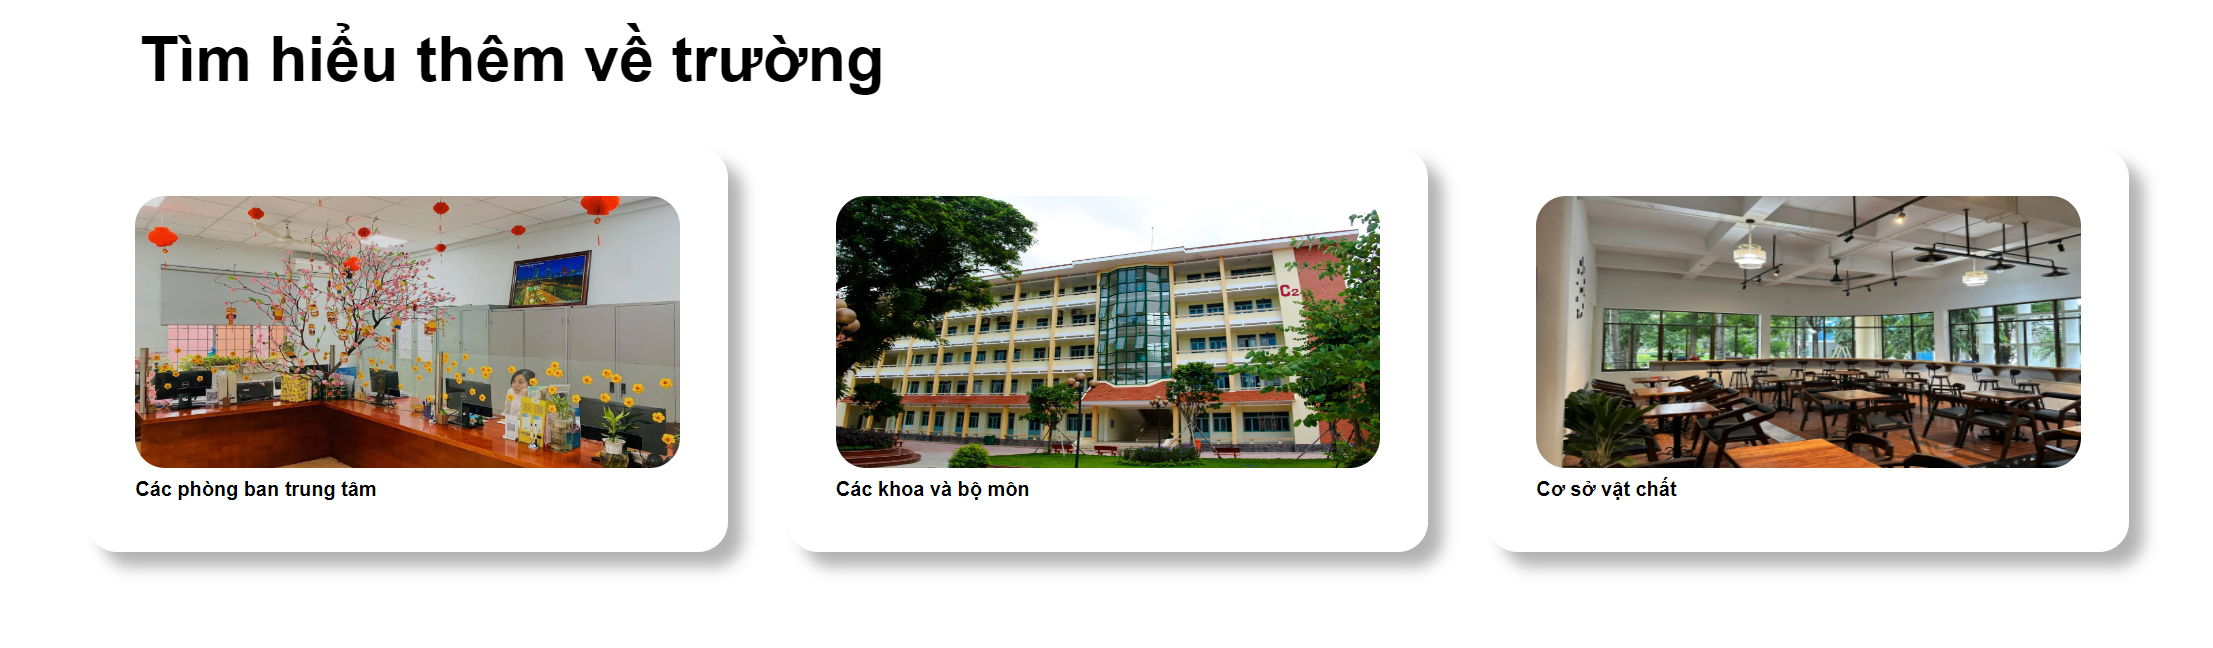 Tìm hiểu thêm về trường
C2
Các phòng ban trung tâm
Các khoa và bộ môn
Cơ sở vật chất